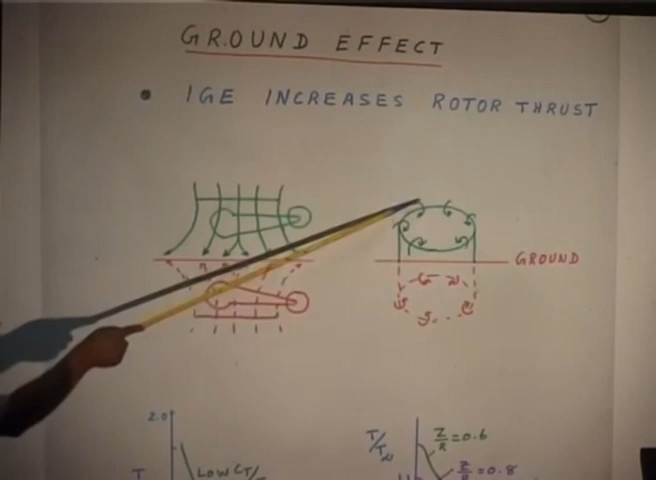 GROUND EFFECT
• IGE INCREASES ROTOR THRUST
GROUND
2.0
T
LOW CT/
T/T∞
Z/R = 0.6
Z/R = 0.8